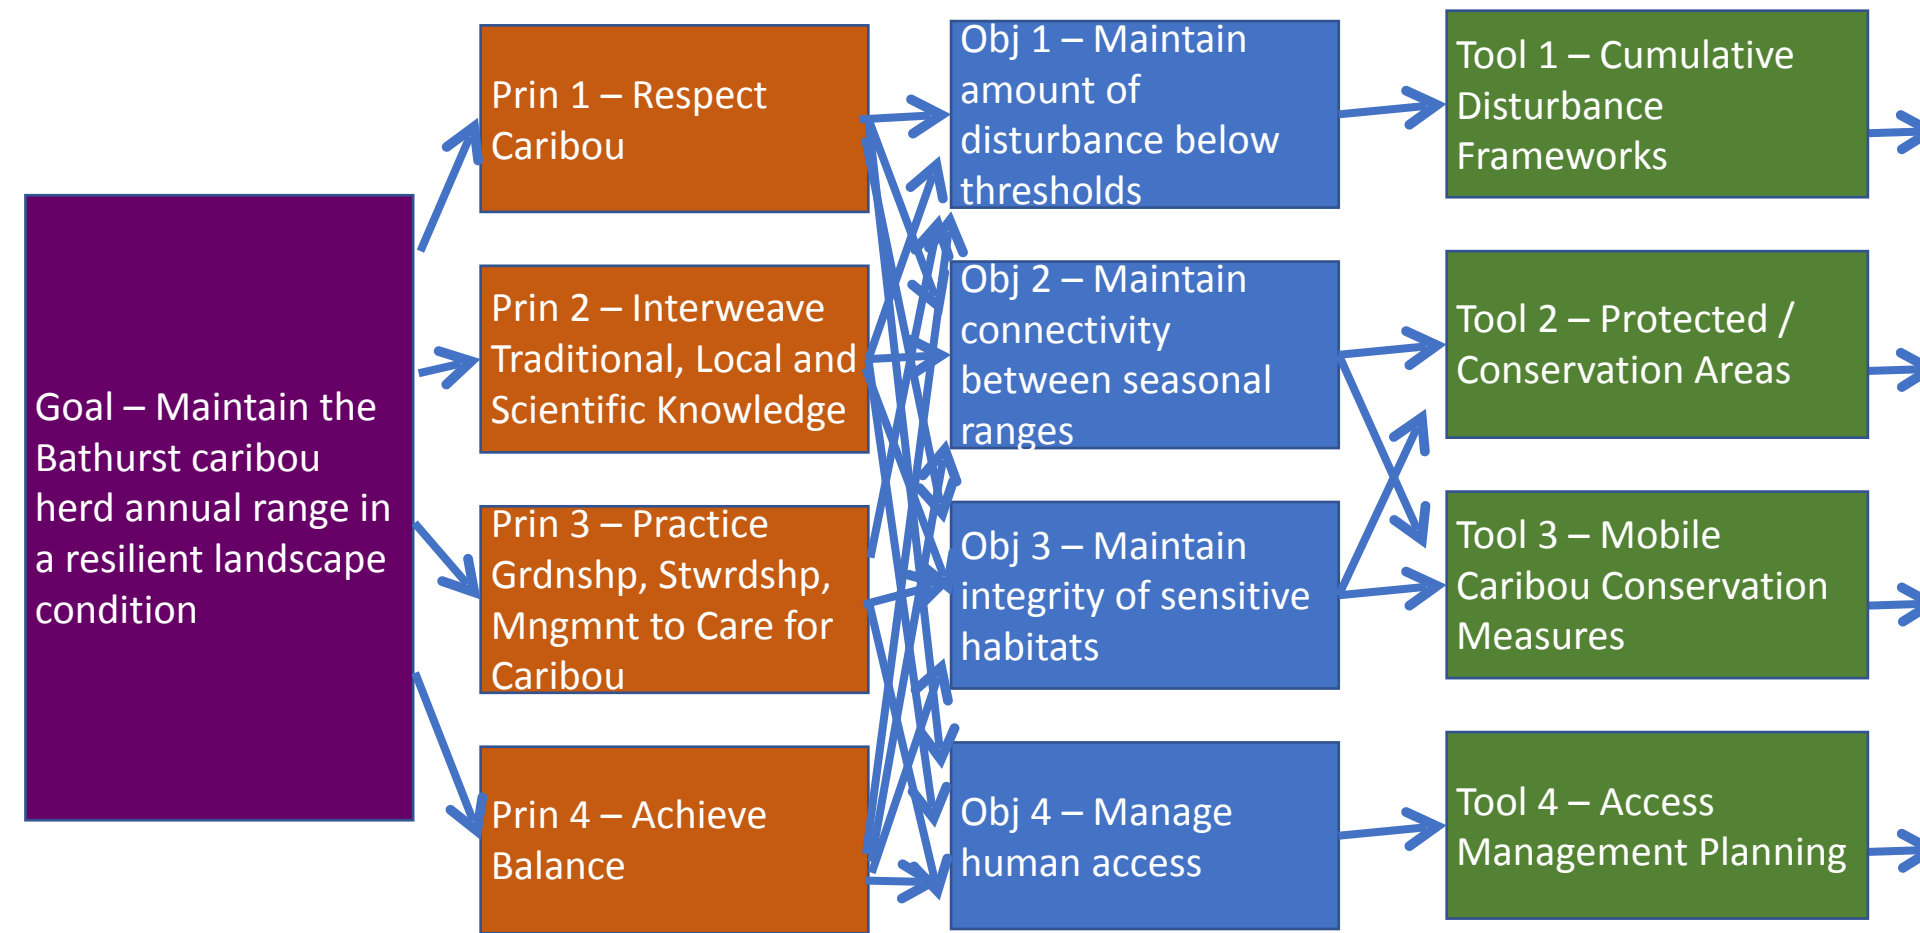 Goal – Maintain the
Bathurst caribou
herd annual range in
a resilient landscape
condition
Prin 1 – Respect
Caribou
Prin 2 – Interweave
Traditional, Local and
Scientific Knowledge
Prin 3 – Practice
Grdnshp, Stwrdshp,
Mngmnt to Care for
Caribou
Prin 4 – Achieve
Balance
Obj 1 – Maintain
amount of
disturbance below
thresholds
Obj 2 – Maintain
connectivity
between seasonal
ranges
Obj 3 – Maintain
integrity of sensitive
habitats
Obj 4 – Manage
human access
Tool 1 – Cumulative
Disturbance
Frameworks
Tool 2 – Protected /
Conservation Areas
Tool 3 – Mobile
Caribou Conservation
Measures
Tool 4 – Access
Management Planning